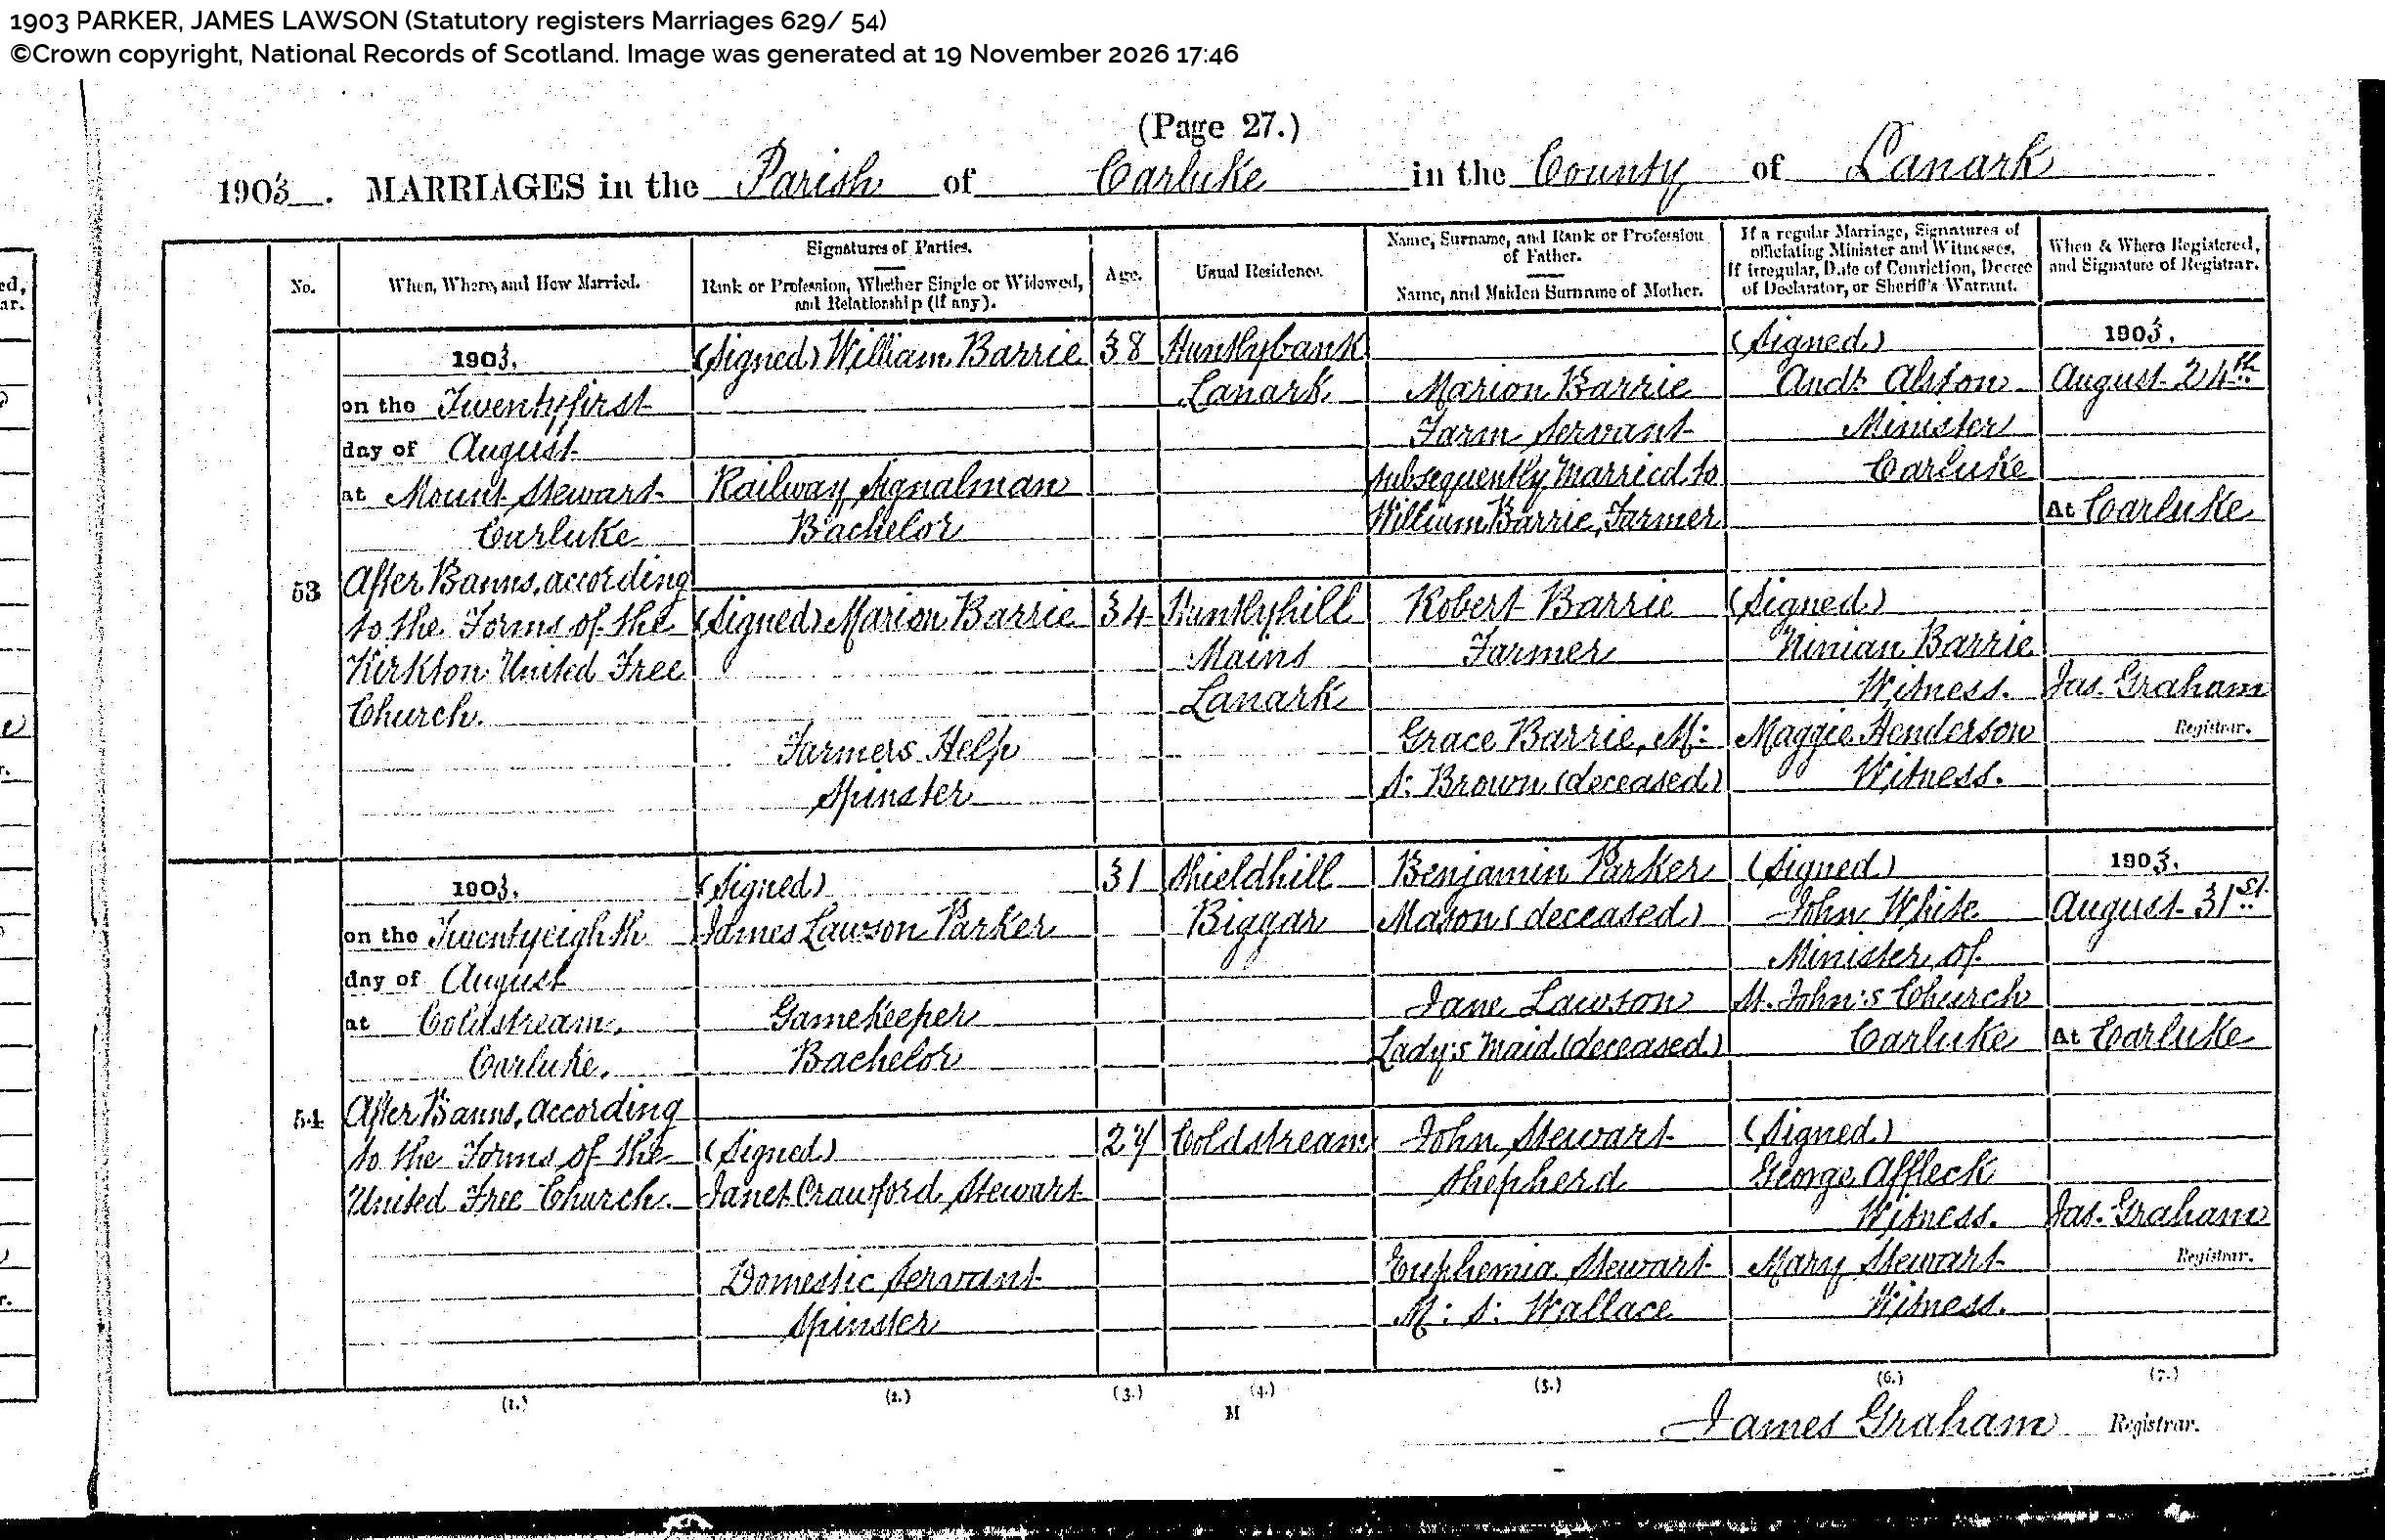 1903 PARKER, JAMES LAWSON (Statutory registers Marriages 629/ 54)
©Crown copyright, National Records of Scotland. Image was generated at 19 November 2026 17:46
(Page 27.)
1903. MARRIAGES in the Parish of Carluke in the County of Lanark
No.
When, Where, and How Married.
Signatures of Parties.
Rank or Profession, Whether Single or Widowed,
and Relationship (if any).
Age.
Usual Residence.
Name, Surname, and Rank or Profession
of Father.
Name, and Maiden Surname of Mother.
If a regular Marriage, Signatures of
officiating Minister and Witnesses.
If irregular, Date of Conviction, Decree
of Declarator, or Sheriff's Warrant.
When & Where Registered,
and Signature of Registrar.
53
1903.
on the Twentyfirst
day of August
at Mount Stewart
Carluke
After Banns, according
to the Forms of the
Kirkton United Free
Church.
(Signed) William Barrie
Railway Signalman
Bachelor
38
Huntlybank
Lanark
Marion Barrie
Farm Servant
subsequently Married to
William Barrie, Farmer
(Signed)
Andw. Alston
Minister
Carluke
1903.
August 24th
At Carluke
(Signed) Marion Barrie
Farmers Help
Spinster
34
Huntlyhill
Mains
Lanark
Robert Barrie
Farmer
Grace Barrie, M:
S: Brown (deceased)
(Signed)
Ninian Barrie
Witness.
Maggie Henderson
Witness.
Jas. Graham
Registrar.
54
1903.
on the Twentyeighth
day of August
at Coldstream,
Carluke.
After Banns, according
to the Forms of the
United Free Church.
(Signed)
James Lawson Parker
Gamekeeper
Bachelor
31
Shieldhill
Biggar
Benjamin Parker
Mason (deceased)
Jane Lawson
Lady's Maid (deceased)
(Signed)
John White
Minister of
St. John's Church
Carluke
1903.
August 31st
At Carluke
(Signed)
Janet Crawford Stewart
Domestic Servant
Spinster
27
Coldstream
John Stewart
Shepherd
Euphemia Stewart
M: S: Wallace
(Signed)
George Affleck
Witness.
Mary Stewart
Witness.
Jas. Graham
Registrar.
(1.) (2.) (3.) (4.) (5.) (6.) (7.)
M
James Graham Registrar.